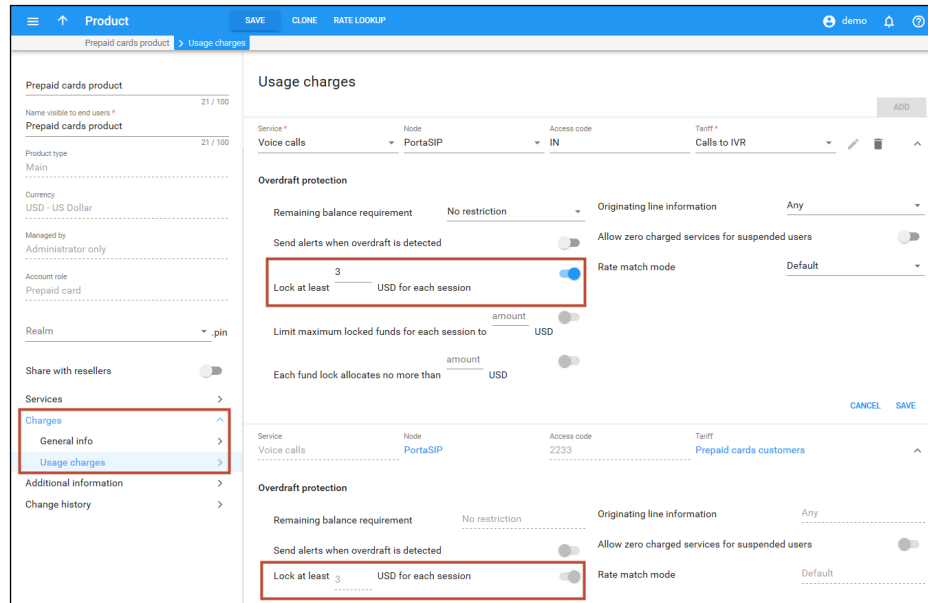 Product SAVE CLONE RATE LOOKUP demo
Prepaid cards product > Usage charges
Prepaid cards product
21 / 100
Name visible to end users *
Prepaid cards product
21 / 100
Product type
Main
Currency
USD - US Dollar
Managed by
Administrator only
Account role
Prepaid card
Realm .pin
Share with resellers
Services
Charges
General info
Usage charges
Additional information
Change history
Usage charges
ADD
Service * Node Access code Tariff *
Voice calls PortaSIP IN Calls to IVR
Overdraft protection
Remaining balance requirement No restriction Originating line information Any
Send alerts when overdraft is detected Allow zero charged services for suspended users
Lock at least 3 USD for each session Rate match mode Default
Limit maximum locked funds for each session to amount USD
Each fund lock allocates no more than amount USD
CANCEL SAVE
Service Node Access code Tariff
Voice calls PortaSIP 2233 Prepaid cards customers
Overdraft protection
Remaining balance requirement No restriction Originating line information Any
Send alerts when overdraft is detected Allow zero charged services for suspended users
Lock at least 3 USD for each session Rate match mode Default